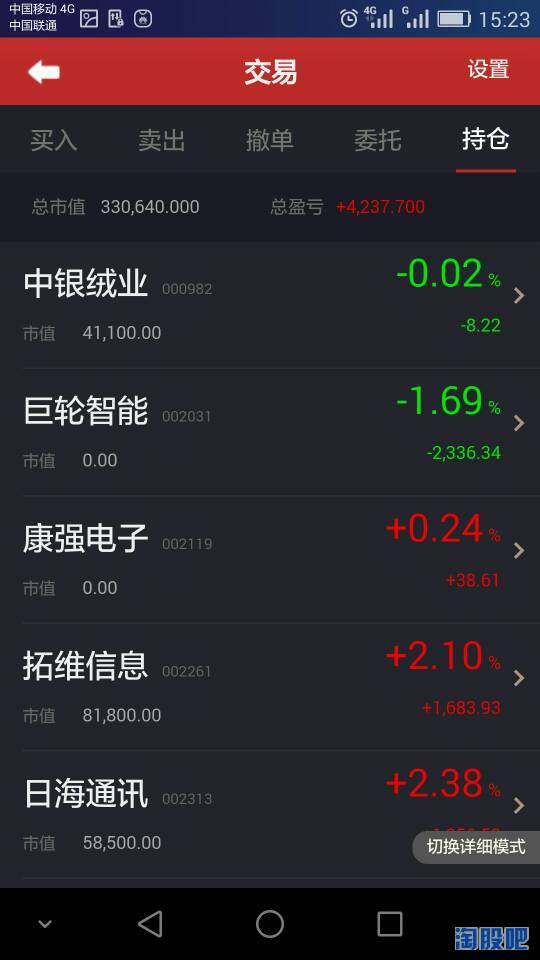 中国移动 4G
中国联通
4G
G
15:23
交易
设置
买入 卖出 撤单 委托 持仓
总市值 330,640.000 总盈亏 +4,237.700
中银绒业 000982 -0.02 %
市值 41,100.00 -8.22
巨轮智能 002031 -1.69 %
市值 0.00 -2,336.34
康强电子 002119 +0.24 %
市值 0.00 +38.61
拓维信息 002261 +2.10 %
市值 81,800.00 +1,683.93
日海通讯 002313 +2.38 %
市值 58,500.00
切换详细模式
淘股吧